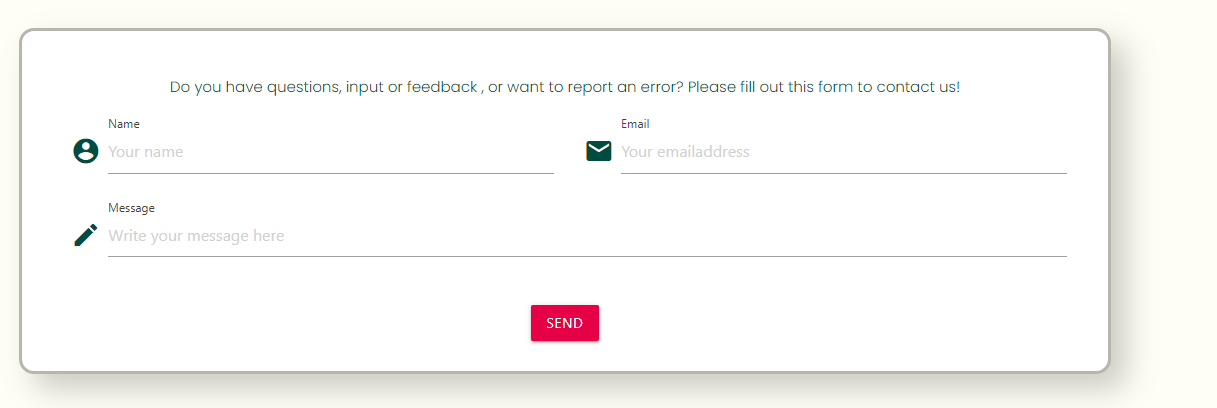 Do you have questions, input or feedback , or want to report an error? Please fill out this form to contact us!
Name
Your name
Email
Your emailaddress
Message
Write your message here
SEND